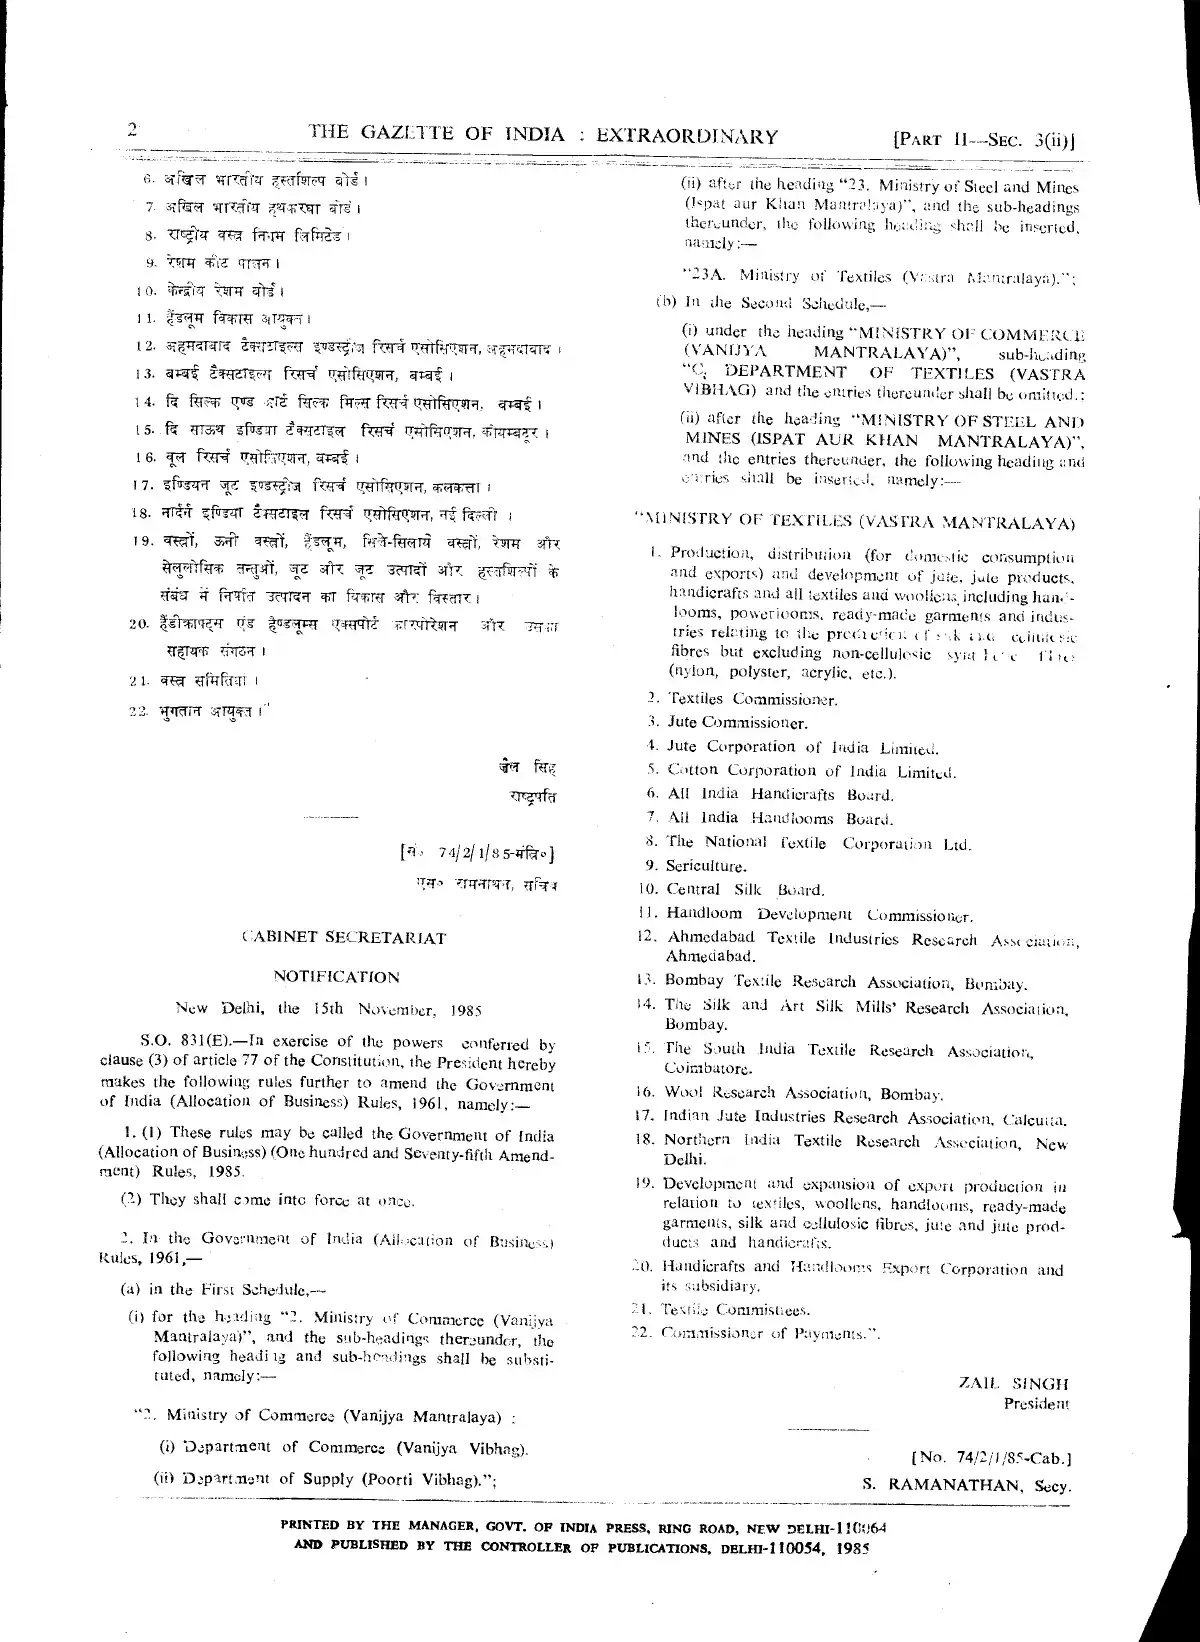 2
THE GAZETTE OF INDIA : EXTRAORDINARY
[PART II—SEC. 3(ii)]
6. अखिल भारतीय हस्तशिल्प बोर्ड ।
7. अखिल भारतीय हथकरघा बोर्ड ।
8. राष्ट्रीय वस्त्र निगम लिमिटेड ।
9. रेशम कीट पालन ।
10. केन्द्रीय रेशम बोर्ड ।
11. हैंडलूम विकास आयुक्त ।
12. अहमदाबाद टैक्सटाइल्स इण्डस्ट्रीज रिसर्च एसोसिएशन, अहमदाबाद ।
13. बम्बई टैक्सटाइल्प रिसर्च एसोसिएशन, बम्बई ।
14. दि सिल्क एण्ड आर्ट सिल्क मिल्स रिसर्च एसोसिएशन, बम्बई ।
15. दि साऊथ इण्डिया टैक्सटाइल रिसर्च एसोसिएशन, कोयम्बटूर ।
16. वूल रिसर्च एसोसिएशन, बम्बई ।
17. इण्डियन जूट इण्डस्ट्रीज रिसर्च एसोसिएशन, कलकत्ता ।
18. नार्दर्न इण्डिया टैक्सटाइल रिसर्च एसोसिएशन, नई दिल्ली ।
19. वस्त्रों, ऊनी वस्त्रों, हैंडलूम, सिले-सिलाये वस्त्रों, रेशम और
सेलुलोसिक तन्तुओं, जूट और जूट उत्पादों और हस्तशिल्पों के
संबंध में निर्यात उत्पादन का विकास और विस्तार ।
20. हैंडीक्राफ्ट्स एंड हैण्डलूम्स एक्सपोर्ट कारपोरेशन और उसका
सहायक संगठन ।
21. वस्त्र समितियां ।
22. भुगतान आयुक्त ।"
जैल सिंह
राष्ट्रपति
[सं० 74/2/1/85-मंत्रि०]
एस० रामनाथन, सचिव
CABINET SECRETARIAT
NOTIFICATION
New Delhi, the 15th November, 1985
S.O. 831(E).—In exercise of the powers conferred by
clause (3) of article 77 of the Constitution, the President hereby
makes the following rules further to amend the Government
of India (Allocation of Business) Rules, 1961, namely:—
1. (1) These rules may be called the Government of India
(Allocation of Business) (One hundred and Seventy-fifth Amend-
ment) Rules, 1985.
(2) They shall come into force at once.
2. In the Government of India (Allocation of Business)
Rules, 1961,—
(a) in the First Schedule,—
(i) for the heading "2. Ministry of Commerce (Vanijya
Mantralaya)", and the sub-headings thereunder, the
following heading and sub-headings shall be substi-
tuted, namely:—
"2. Ministry of Commerce (Vanijya Mantralaya) :
(i) Department of Commerce (Vanijya Vibhag).
(ii) Department of Supply (Poorti Vibhag).";
(ii) after the heading "23. Ministry of Steel and Mines
(Ispat aur Khan Mantralaya)", and the sub-headings
thereunder, the following heading shall be inserted,
namely:—
"23A. Ministry of Textiles (Vastra Mantralaya).";
(b) In the Second Schedule,—
(i) under the heading "MINISTRY OF COMMERCE
(VANIJYA MANTRALAYA)", sub-heading
"C, DEPARTMENT OF TEXTILES (VASTRA
VIBHAG) and the entries thereunder shall be omitted.:
(ii) after the heading "MINISTRY OF STEEL AND
MINES (ISPAT AUR KHAN MANTRALAYA)",
and the entries thereunder, the following heading and
entries shall be inserted, namely:—
"MINISTRY OF TEXTILES (VASTRA MANTRALAYA)
1. Production, distribution (for domestic consumption
and exports) and development of jute, jute products,
handicrafts and all textiles and woollens, including hand-
looms, powerlooms, ready-made garments and indus-
tries relating to the production of silk and cellulosic
fibres but excluding non-cellulosic synthetic fibres
(nylon, polyster, acrylic, etc.).
2. Textiles Commissioner.
3. Jute Commissioner.
4. Jute Corporation of India Limited.
5. Cotton Corporation of India Limited.
6. All India Handicrafts Board.
7. All India Handlooms Board.
8. The National Textile Corporation Ltd.
9. Sericulture.
10. Central Silk Board.
11. Handloom Development Commissioner.
12. Ahmedabad Textile Industries Research Association,
Ahmedabad.
13. Bombay Textile Research Association, Bombay.
14. The Silk and Art Silk Mills' Research Association,
Bombay.
15. The South India Textile Research Association,
Coimbatore.
16. Wool Research Association, Bombay.
17. Indian Jute Industries Research Association, Calcutta.
18. Northern India Textile Research Association, New
Delhi.
19. Development and expansion of export production in
relation to textiles, woollens, handlooms, ready-made
garments, silk and cellulosic fibres, jute and jute prod-
ducts and handicrafts.
20. Handicrafts and Handlooms Export Corporation and
its subsidiary.
21. Textile Commistees.
22. Commissioner of Payments.".
ZAIL SINGH
President
[No. 74/2/1/85-Cab.]
S. RAMANATHAN, Secy.
PRINTED BY THE MANAGER, GOVT. OF INDIA PRESS, RING ROAD, NEW DELHI-110064
AND PUBLISHED BY THE CONTROLLER OF PUBLICATIONS, DELHI-110054, 1985